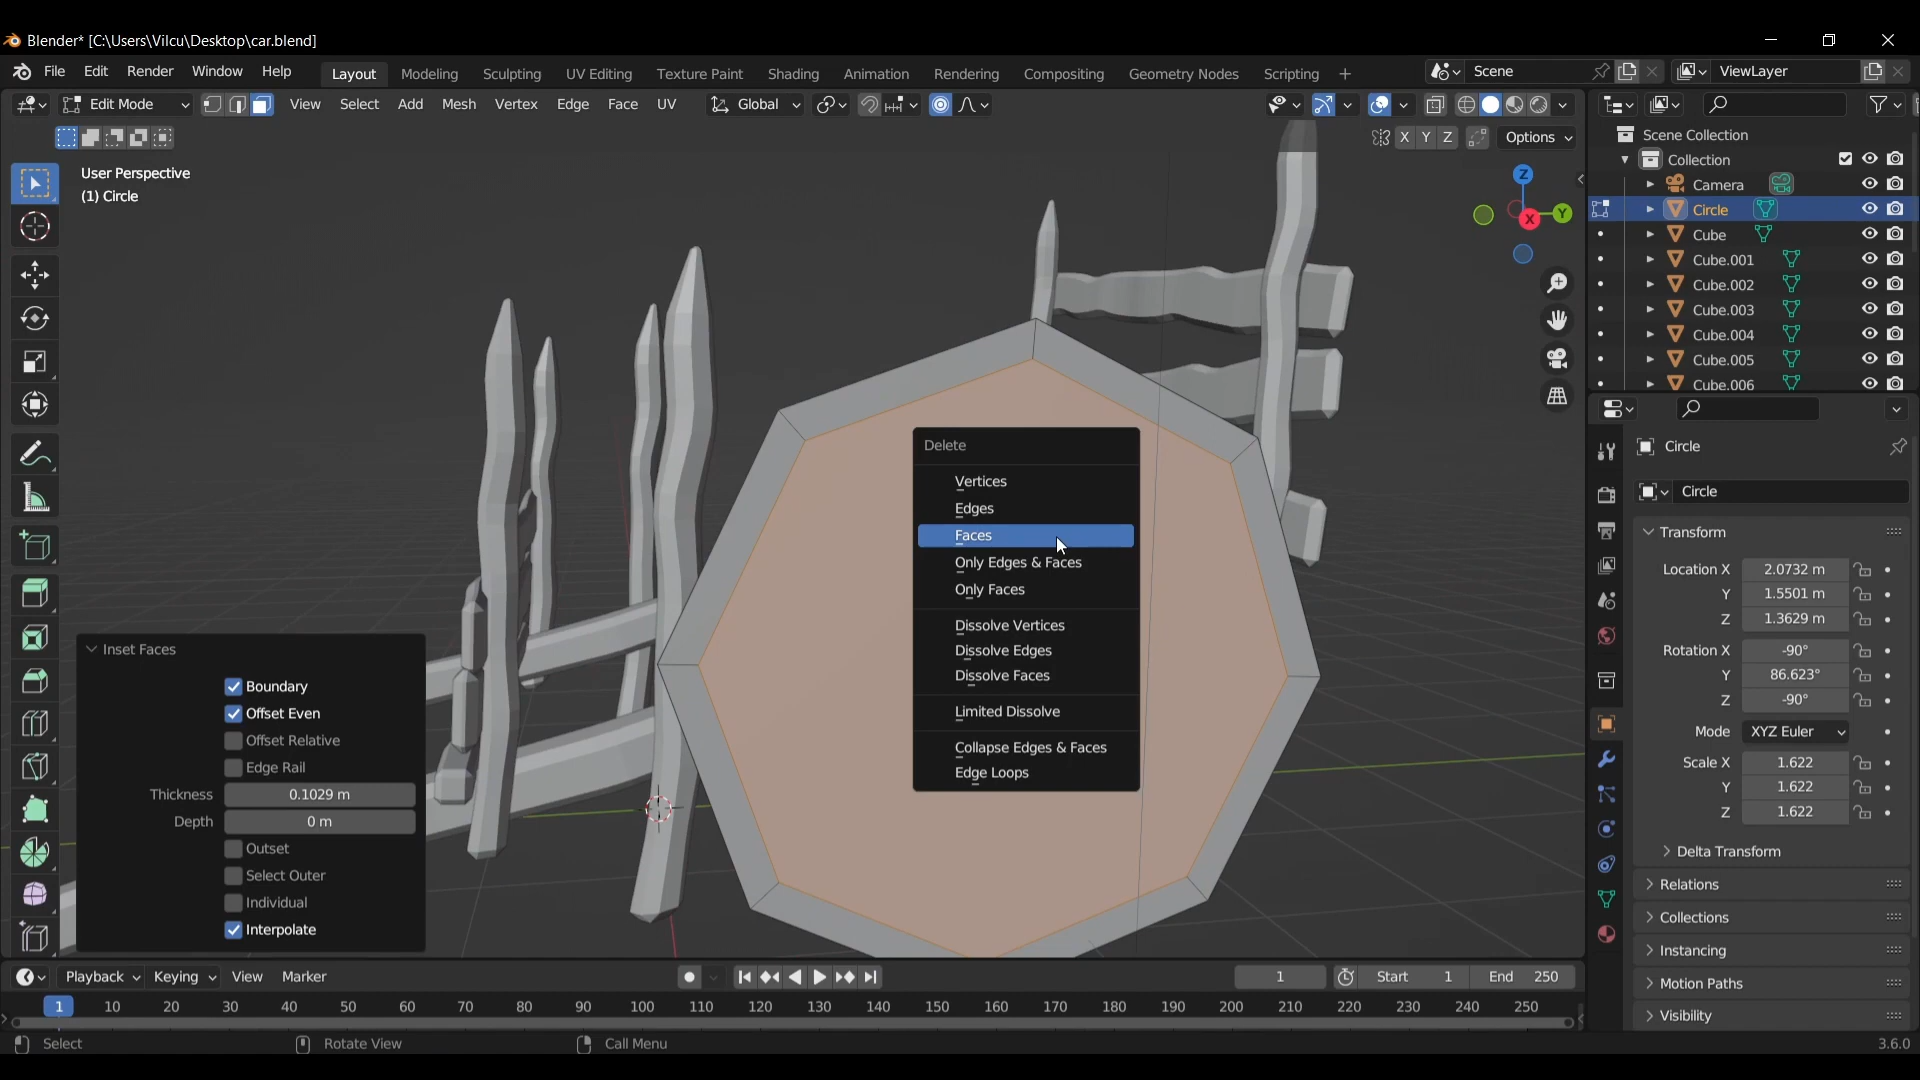 Blender* [C:\Users\Vilcu\Desktop\car.blend]
File Edit Render Window Help Layout Modeling Sculpting UV Editing Texture Paint Shading Animation Rendering Compositing Geometry Nodes Scripting + Scene ViewLayer
Edit Mode View Select Add Mesh Vertex Edge Face UV Global
X Y Z Options
User Perspective
(1) Circle
Z
Y
X
Scene Collection
Collection
Camera
Circle
Cube
Cube.001
Cube.002
Cube.003
Cube.004
Cube.005
Cube.006
Delete
Vertices
Edges
Faces
Only Edges & Faces
Only Faces
Dissolve Vertices
Dissolve Edges
Dissolve Faces
Limited Dissolve
Collapse Edges & Faces
Edge Loops
Inset Faces
Boundary
Offset Even
Offset Relative
Edge Rail
Thickness 0.1029 m
Depth 0 m
Outset
Select Outer
Individual
Interpolate
Circle
Circle
Transform
Location X 2.0732 m
Y 1.5501 m
Z 1.3629 m
Rotation X -90°
Y 86.623°
Z -90°
Mode XYZ Euler
Scale X 1.622
Y 1.622
Z 1.622
Delta Transform
Relations
Collections
Instancing
Motion Paths
Visibility
Playback Keying View Marker 1 Start 1 End 250
1 10 20 30 40 50 60 70 80 90 100 110 120 130 140 150 160 170 180 190 200 210 220 230 240 250
Select Rotate View Call Menu 3.6.0